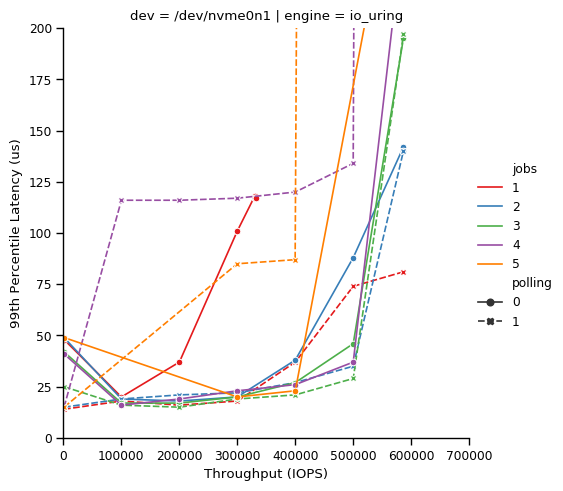 dev = /dev/nvme0n1 | engine = io_uring
200
175
150
125
100
75
50
25
0
99th Percentile Latency (us)
0 100000 200000 300000 400000 500000 600000 700000
Throughput (IOPS)
jobs
1
2
3
4
5
polling
0
1